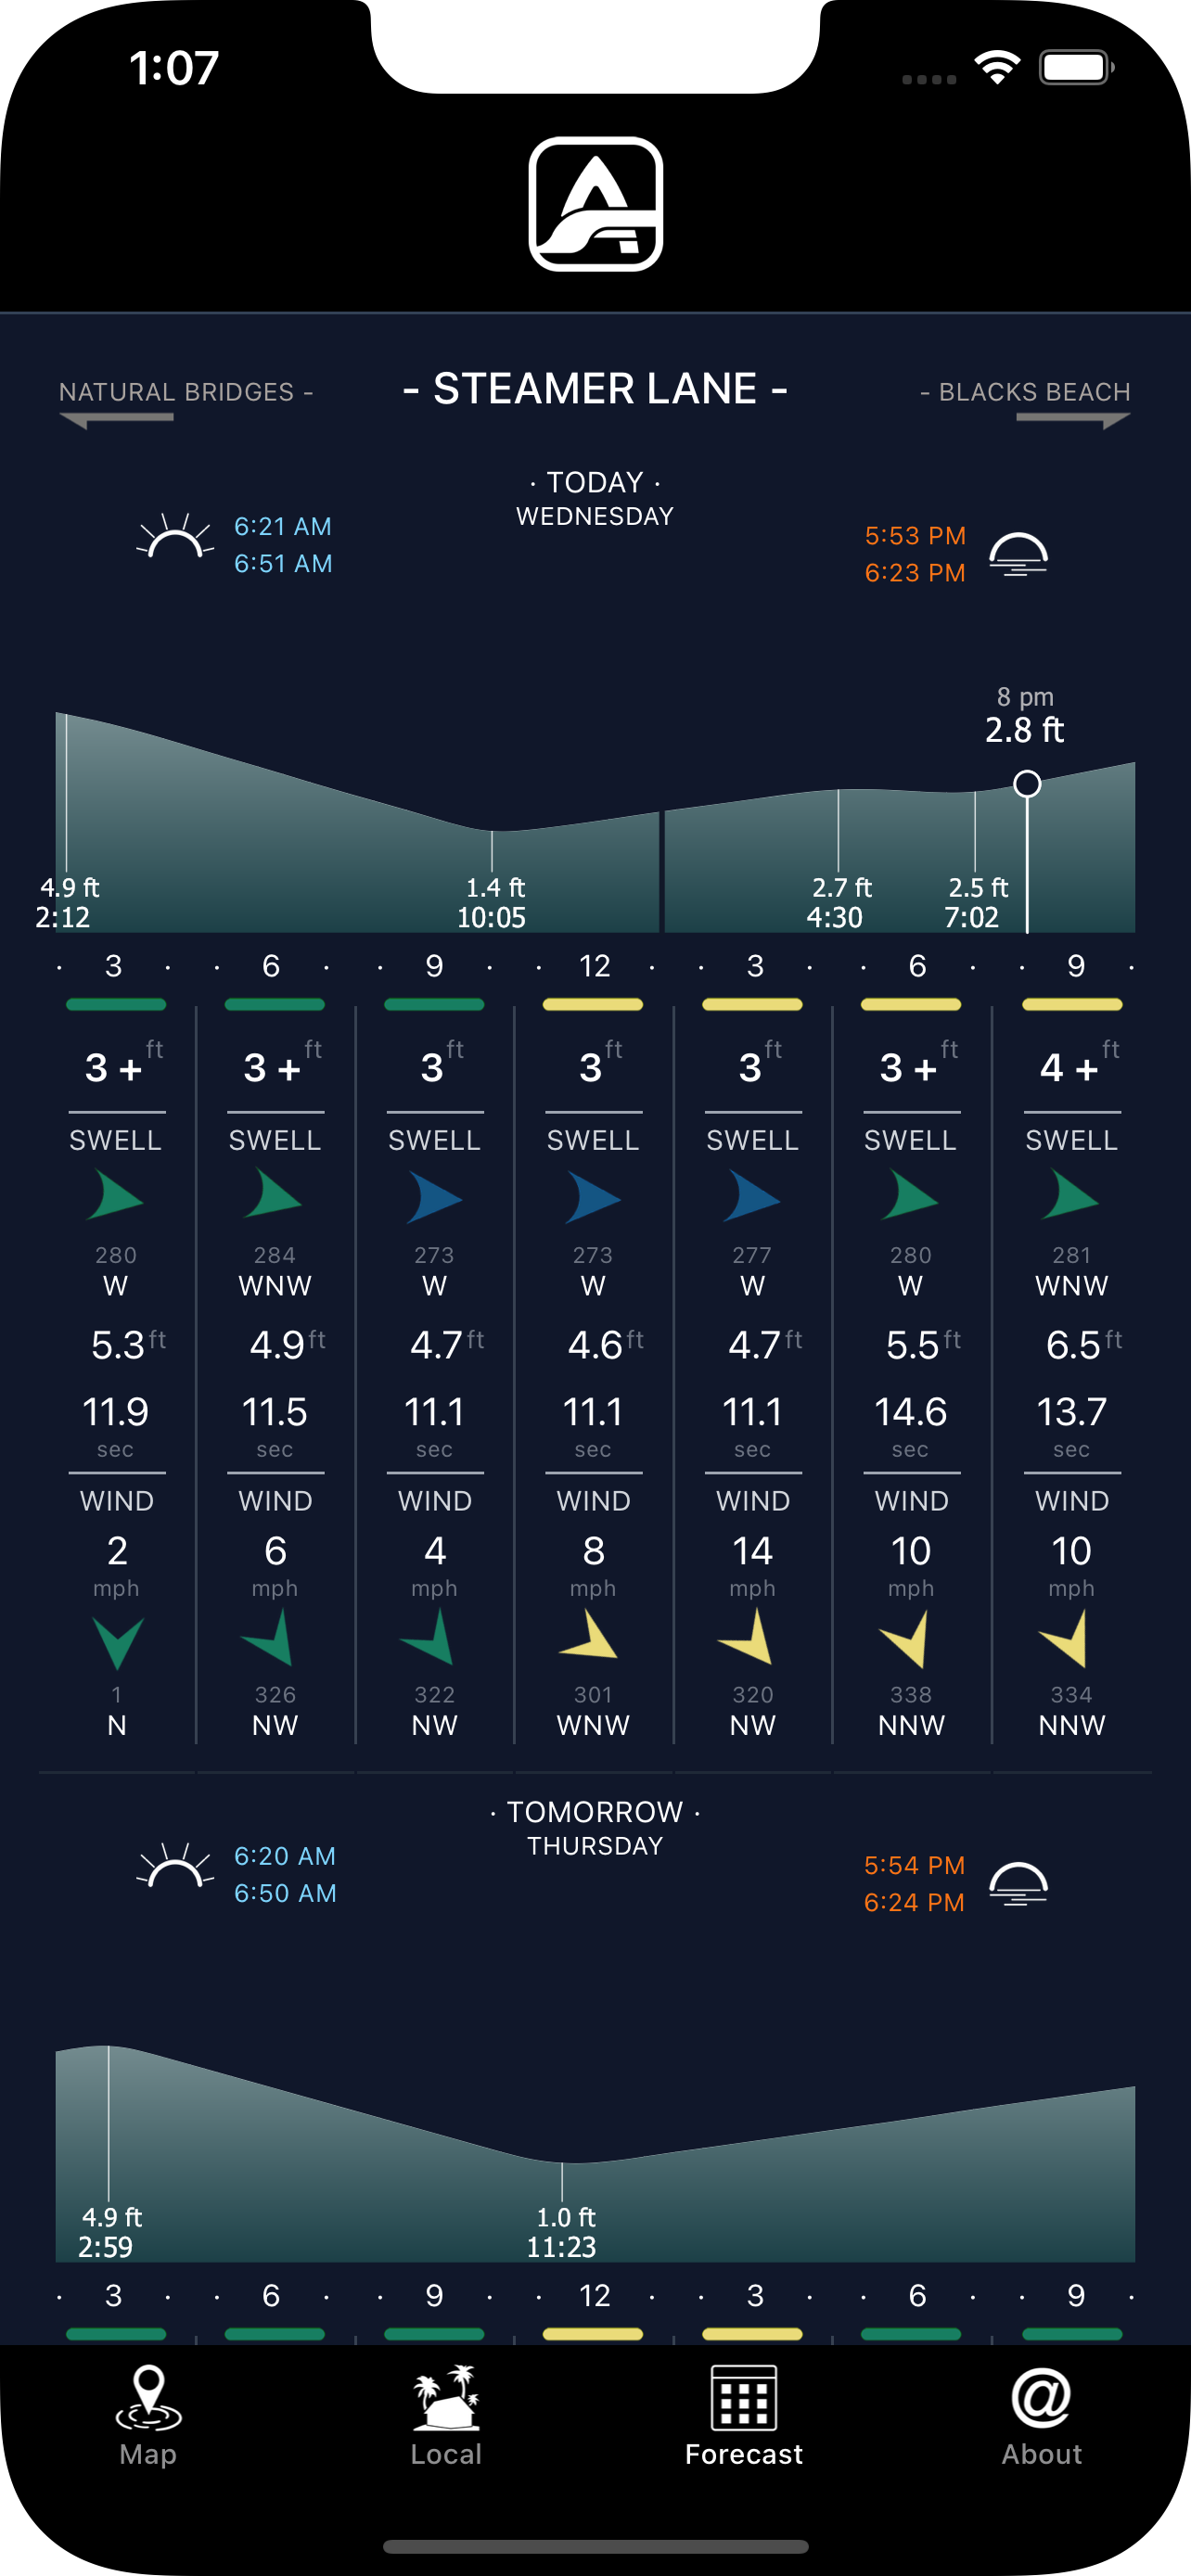 1:07
NATURAL BRIDGES -
- STEAMER LANE -
- BLACKS BEACH
· TODAY ·
WEDNESDAY
6:21 AM
6:51 AM
5:53 PM
6:23 PM
8 pm
2.8 ft
4.9 ft 1.4 ft 2.7 ft 2.5 ft
2:12 10:05 4:30 7:02
· 3 · · 6 · · 9 · · 12 · · 3 · · 6 · · 9 ·
3 + ft 3 + ft 3 ft 3 ft 3 ft 3 + ft 4 + ft
SWELL SWELL SWELL SWELL SWELL SWELL SWELL
280 284 273 273 277 280 281
W WNW W W W W WNW
5.3 ft 4.9 ft 4.7 ft 4.6 ft 4.7 ft 5.5 ft 6.5 ft
11.9 11.5 11.1 11.1 11.1 14.6 13.7
sec sec sec sec sec sec sec
WIND WIND WIND WIND WIND WIND WIND
2 6 4 8 14 10 10
mph mph mph mph mph mph mph
1 326 322 301 320 338 334
N NW NW WNW NW NNW NNW
· TOMORROW ·
THURSDAY
6:20 AM
6:50 AM
5:54 PM
6:24 PM
4.9 ft 1.0 ft
2:59 11:23
· 3 · · 6 · · 9 · · 12 · · 3 · · 6 · · 9 ·
Map Local Forecast About